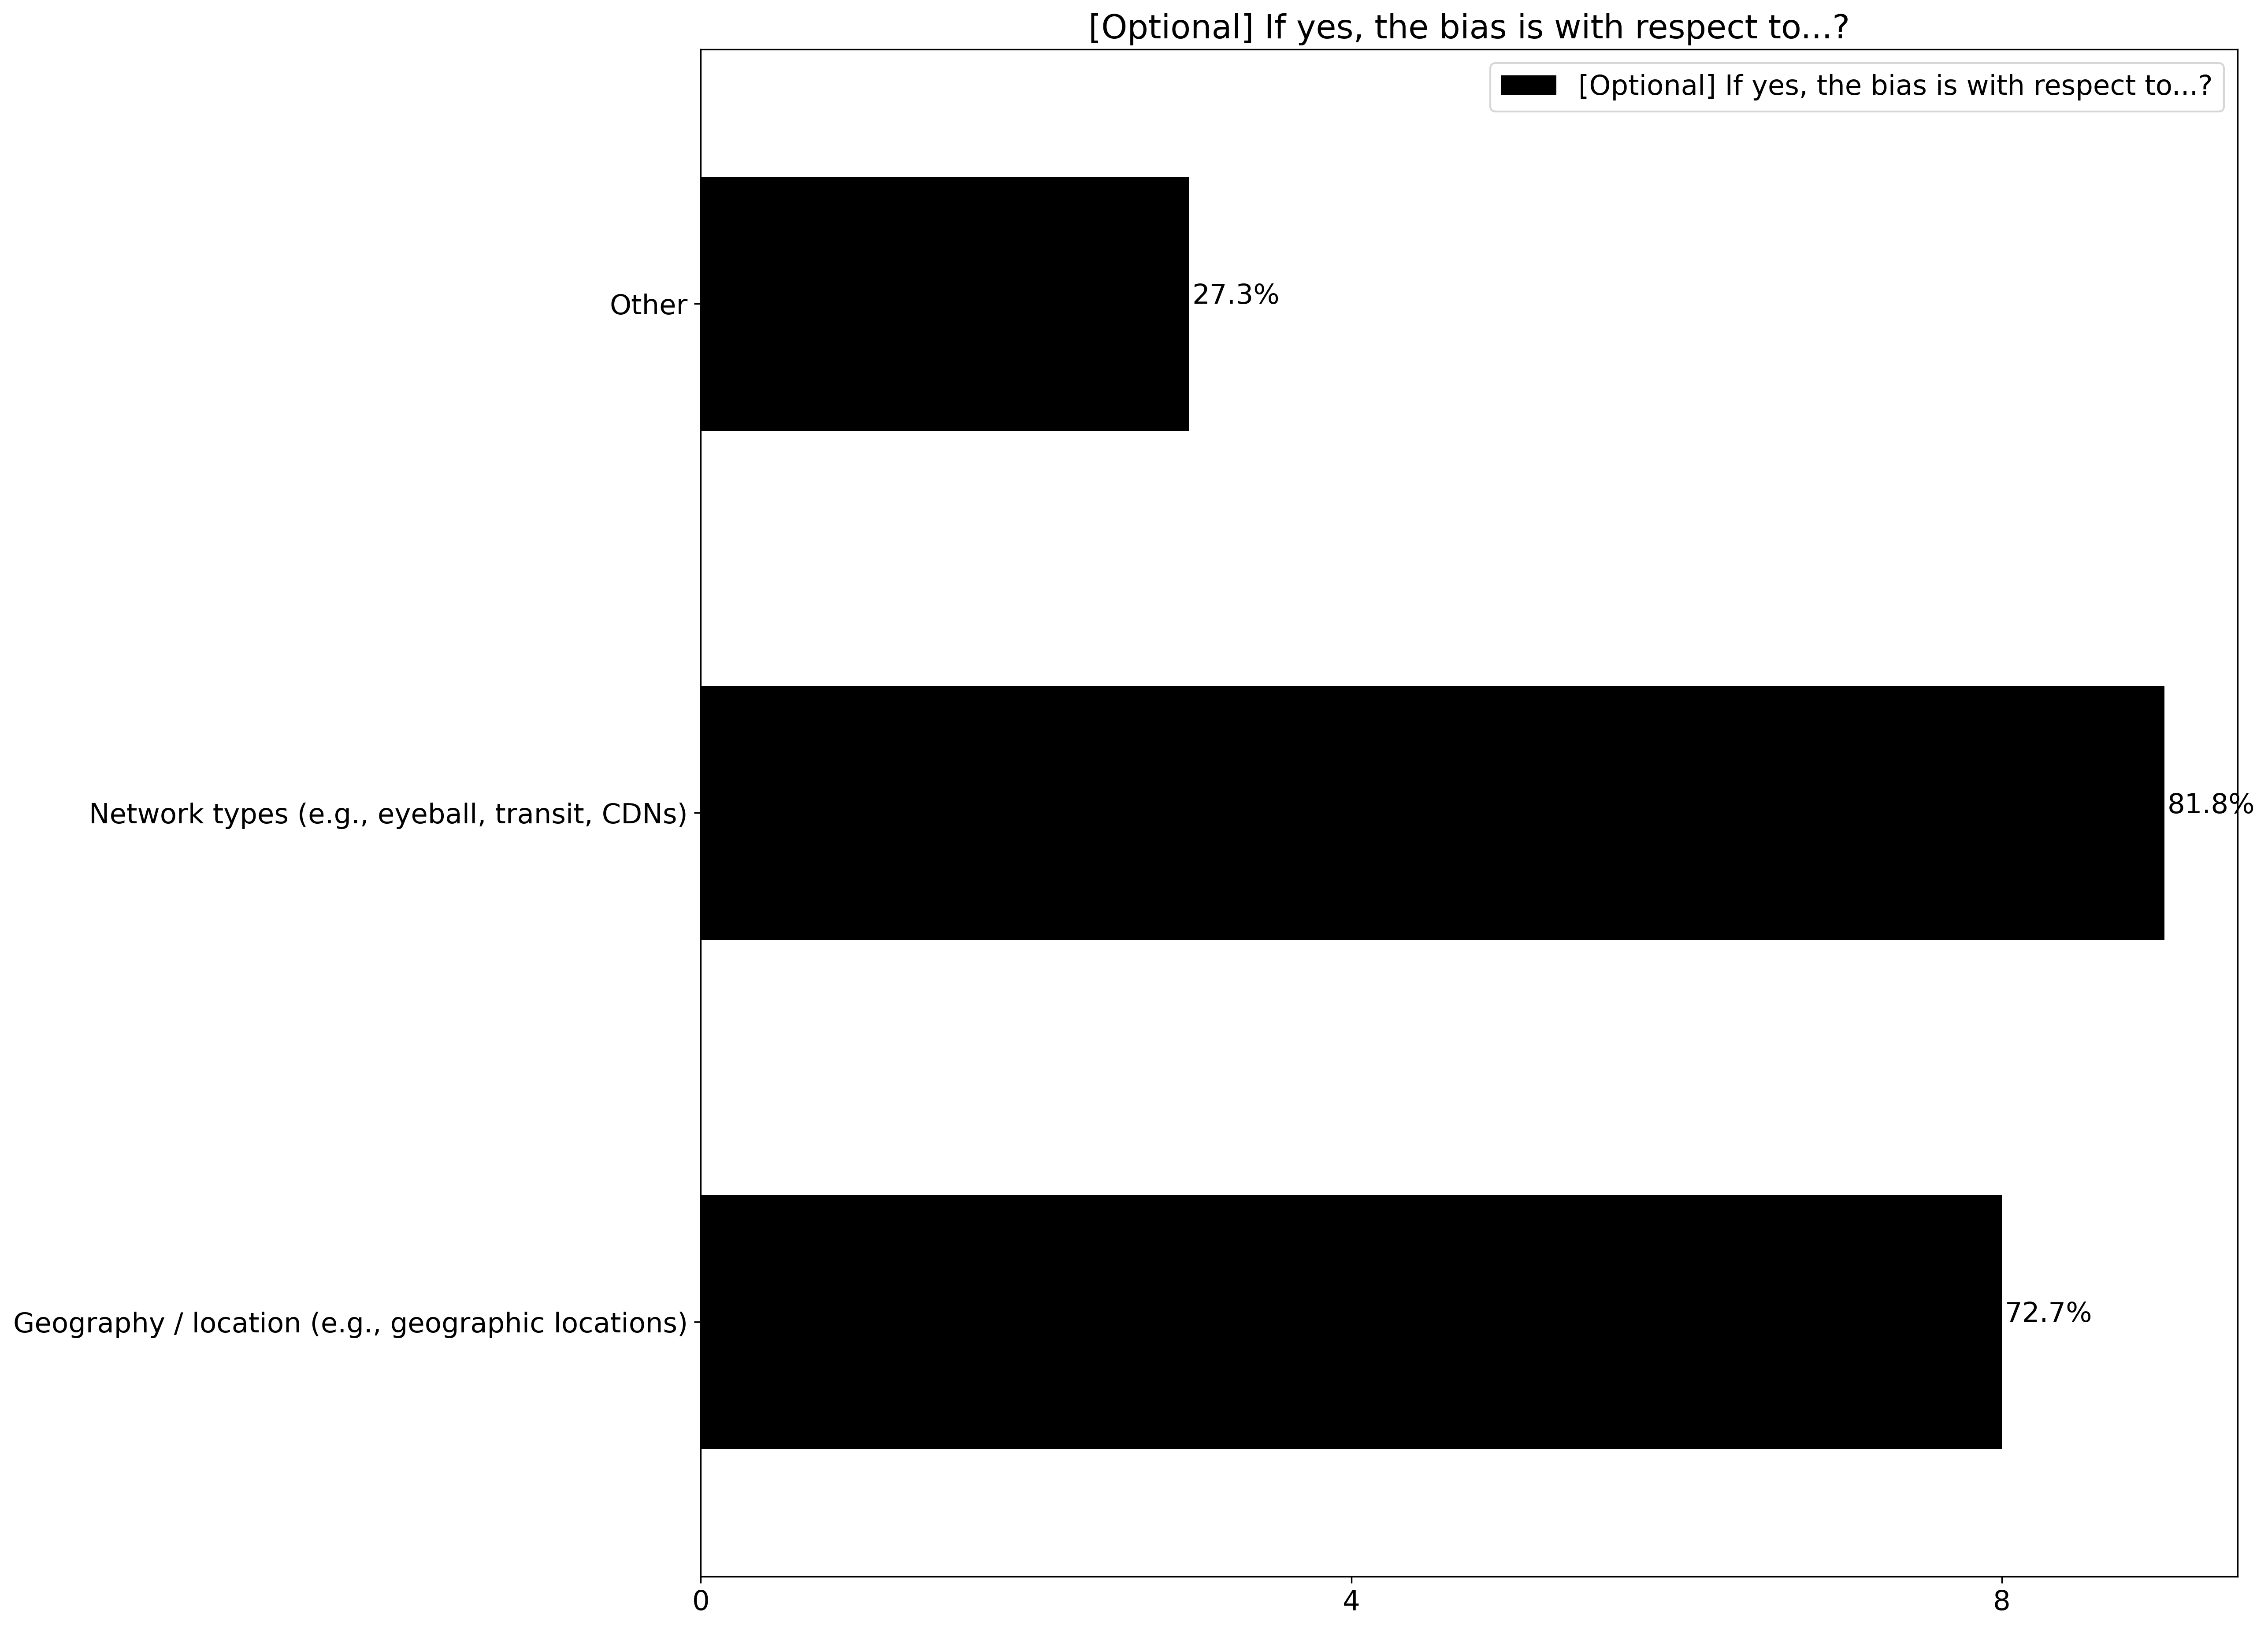 [Optional] If yes, the bias is with respect to...?
[Optional] If yes, the bias is with respect to...?
Other
27.3%
Network types (e.g., eyeball, transit, CDNs)
81.8%
Geography / location (e.g., geographic locations)
72.7%
0 4 8